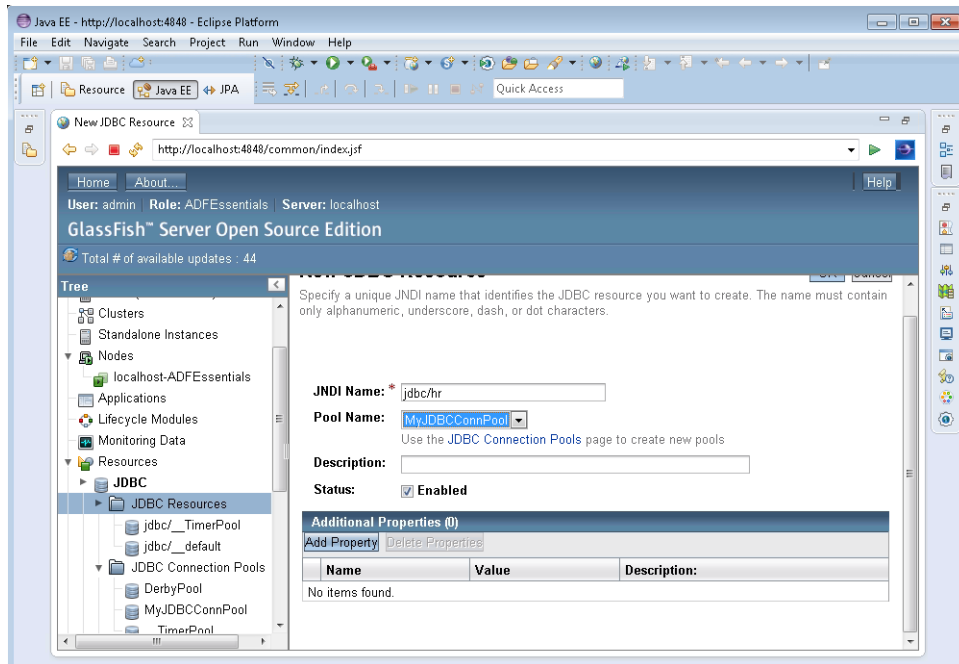 Java EE - http://localhost:4848 - Eclipse Platform
File Edit Navigate Search Project Run Window Help
Resource Java EE JPA Quick Access
New JDBC Resource
http://localhost:4848/common/index.jsf
Home About... Help
User: admin Role: ADFEssentials Server: localhost
GlassFish™ Server Open Source Edition
Total # of available updates : 44
Tree
Clusters
Standalone Instances
Nodes
localhost-ADFEssentials
Applications
Lifecycle Modules
Monitoring Data
Resources
JDBC
JDBC Resources
jdbc/__TimerPool
jdbc/__default
JDBC Connection Pools
DerbyPool
MyJDBCConnPool
__TimerPool
New JDBC Resource
Specify a unique JNDI name that identifies the JDBC resource you want to create. The name must contain
only alphanumeric, underscore, dash, or dot characters.
JNDI Name: * jdbc/hr
Pool Name: MyJDBCConnPool
Use the JDBC Connection Pools page to create new pools
Description:
Status: Enabled
Additional Properties (0)
Add Property Delete Properties
Name Value Description:
No items found.